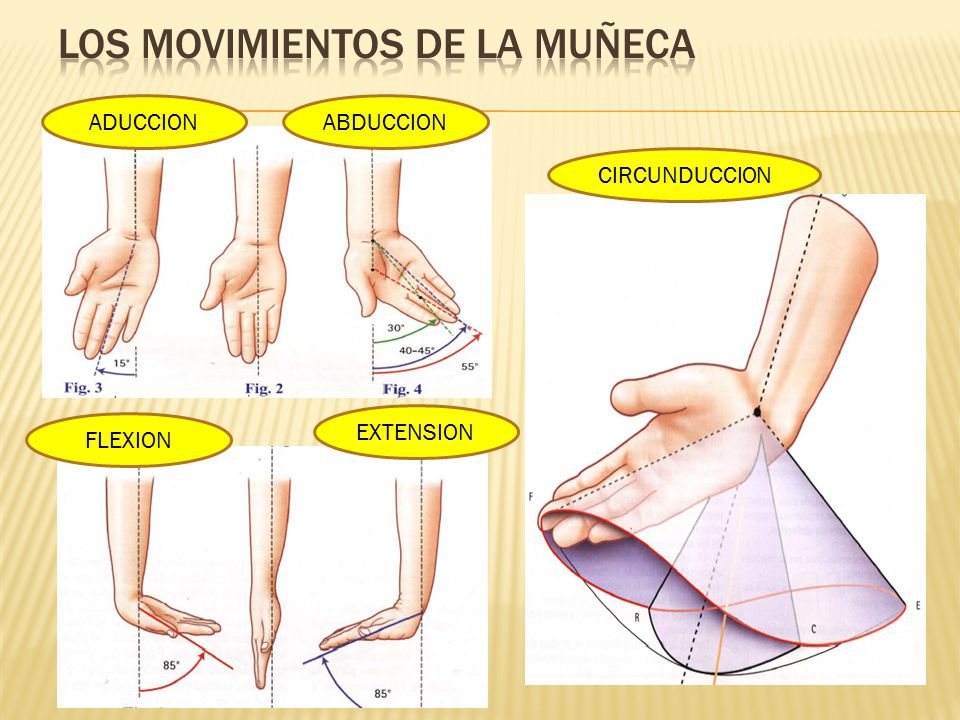 LOS MOVIMIENTOS DE LA MUÑECA
ADUCCION
ABDUCCION
CIRCUNDUCCION
15°
30°
40-45°
55°
Fig. 3
Fig. 2
Fig. 4
FLEXION
EXTENSION
85°
85°
F
R
C
E